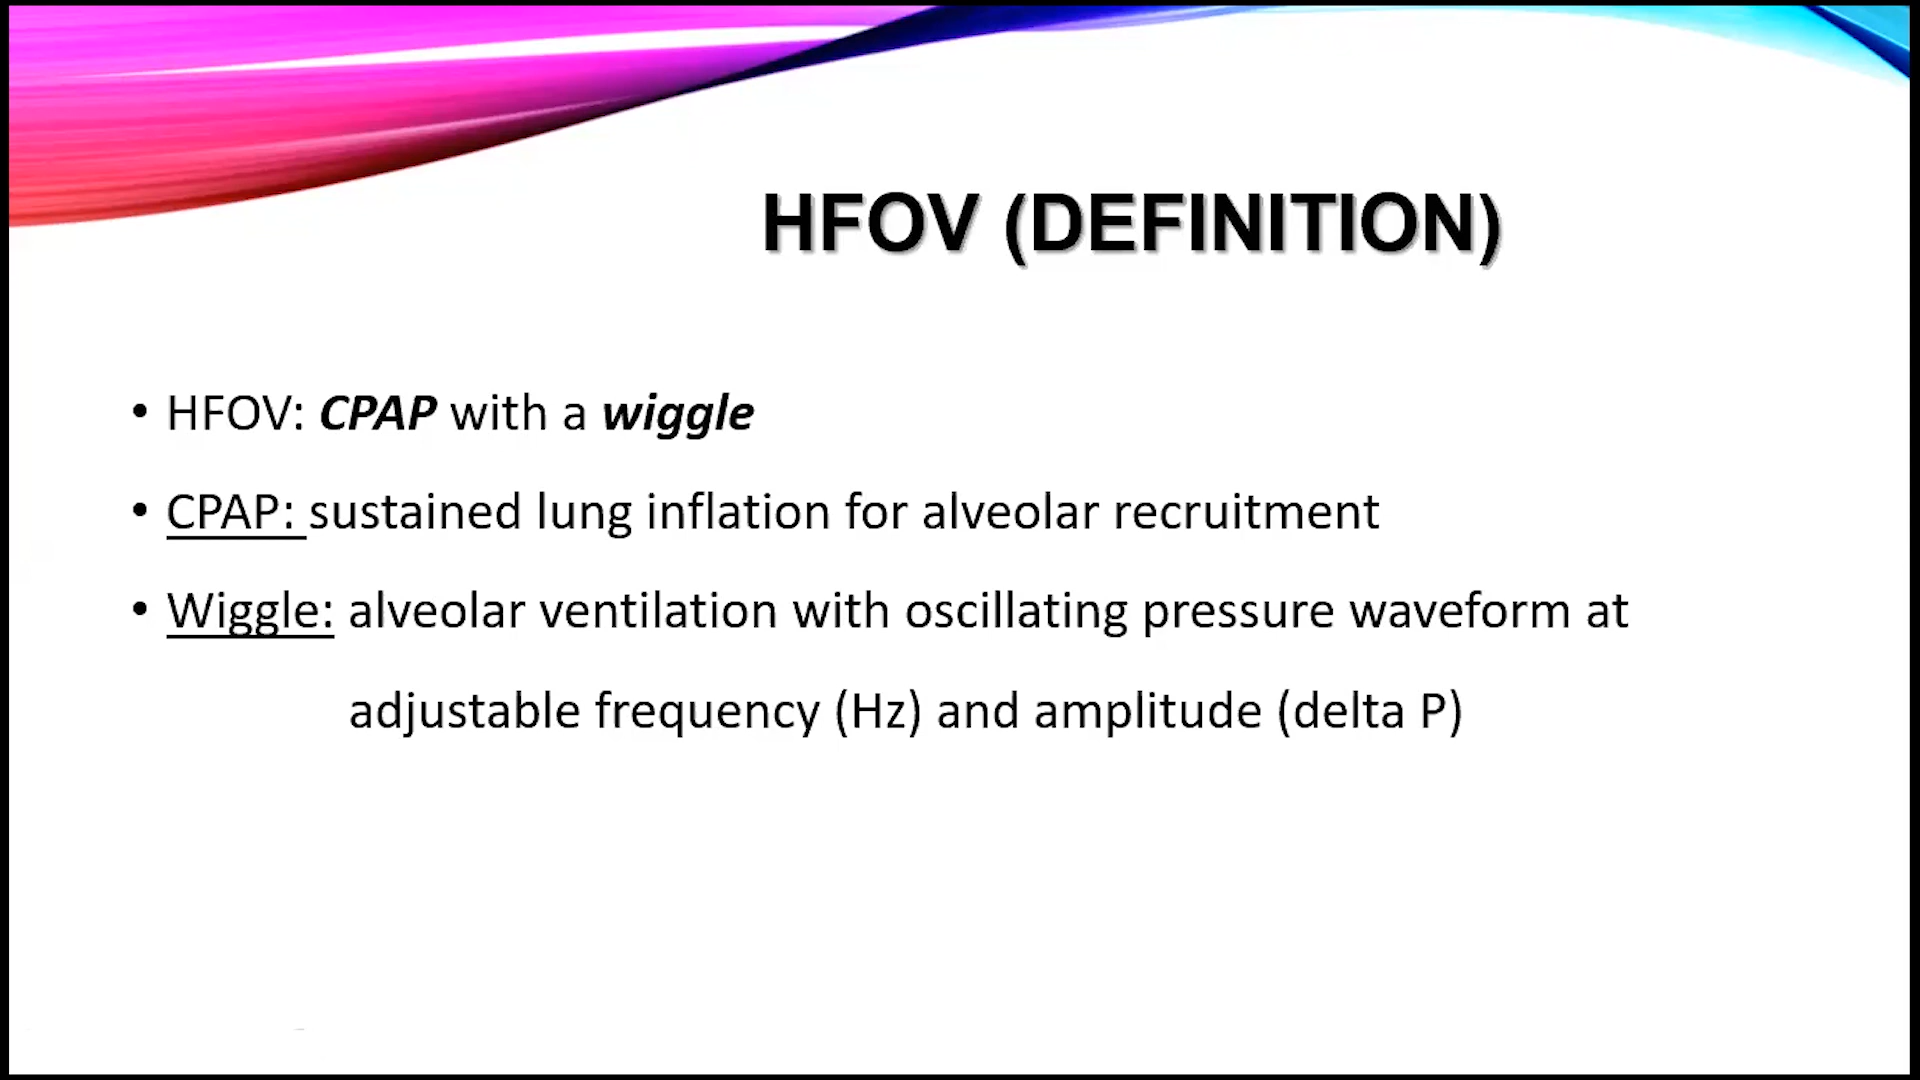 HFOV (DEFINITION)
• HFOV: CPAP with a wiggle
• CPAP: sustained lung inflation for alveolar recruitment
• Wiggle: alveolar ventilation with oscillating pressure waveform at
adjustable frequency (Hz) and amplitude (delta P)